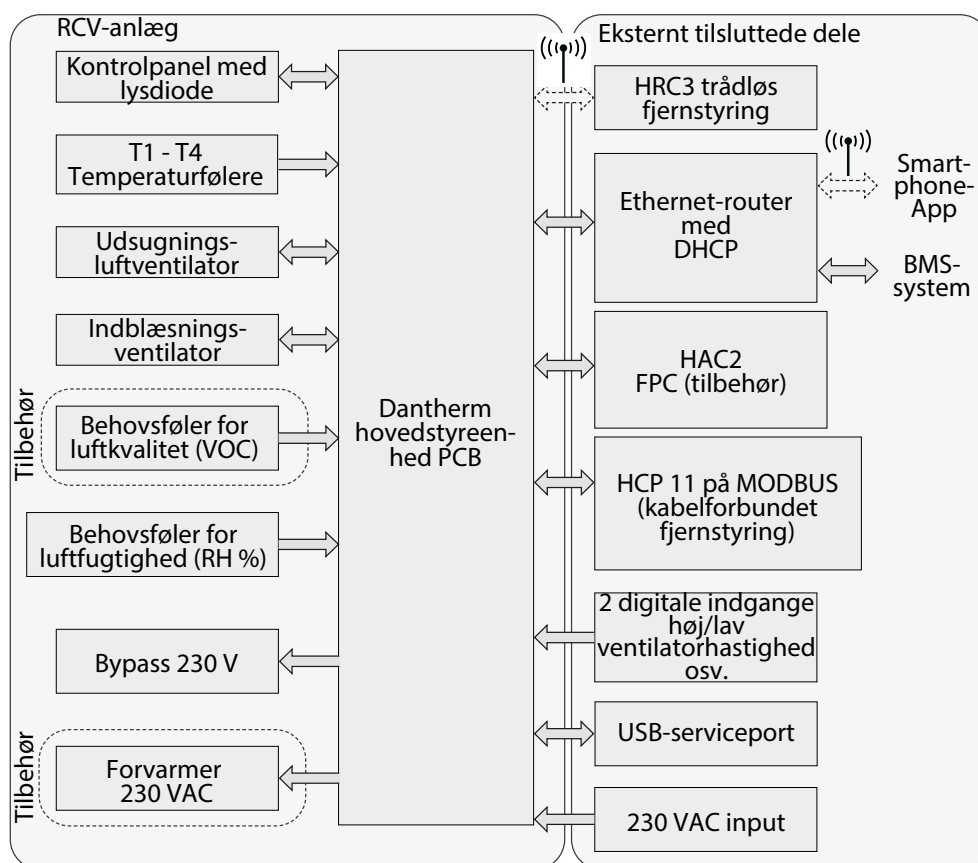 RCV-anlæg
Kontrolpanel med
lysdiode
T1 - T4
Temperaturfølere
Udsugnings-
luftventilator
Indblæsnings-
ventilator
Tilbehør
Behovsføler for
luftkvalitet (VOC)
Behovsføler for
luftfugtighed (RH %)
Bypass 230 V
Tilbehør
Forvarmer
230 VAC
Dantherm
hovedstyreen-
hed PCB
Eksternt tilsluttede dele
HRC3 trådløs
fjernstyring
Ethernet-router
med
DHCP
Smart-
phone-
App
BMS-
system
HAC2
FPC (tilbehør)
HCP 11 på MODBUS
(kabelforbundet
fjernstyring)
2 digitale indgange
høj/lav
ventilatorhastighed
osv.
USB-serviceport
230 VAC input